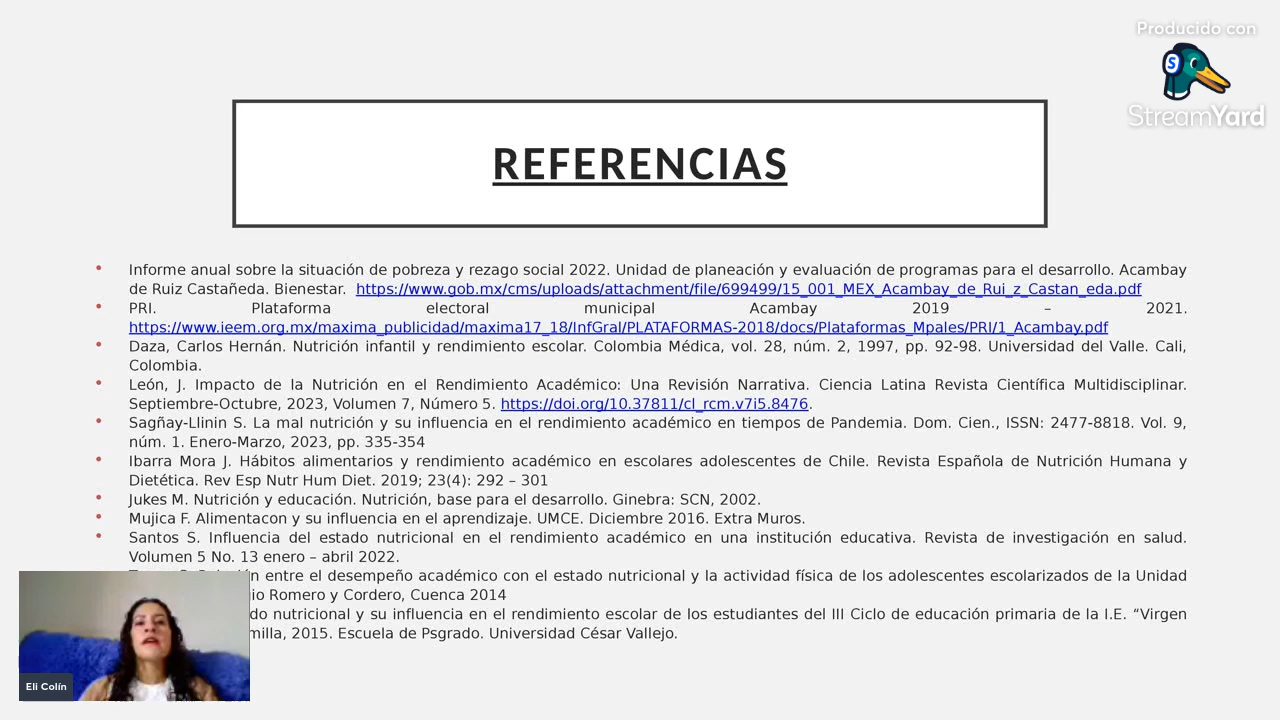 Producido con
StreamYard
REFERENCIAS
• Informe anual sobre la situación de pobreza y rezago social 2022. Unidad de planeación y evaluación de programas para el desarrollo. Acambay
de Ruiz Castañeda. Bienestar. https://www.gob.mx/cms/uploads/attachment/file/699499/15_001_MEX_Acambay_de_Rui_z_Castan_eda.pdf
• PRI. Plataforma electoral municipal Acambay 2019 – 2021.
https://www.ieem.org.mx/maxima_publicidad/maxima17_18/InfGral/PLATAFORMAS-2018/docs/Plataformas_Mpales/PRI/1_Acambay.pdf
• Daza, Carlos Hernán. Nutrición infantil y rendimiento escolar. Colombia Médica, vol. 28, núm. 2, 1997, pp. 92-98. Universidad del Valle. Cali,
Colombia.
• León, J. Impacto de la Nutrición en el Rendimiento Académico: Una Revisión Narrativa. Ciencia Latina Revista Científica Multidisciplinar.
Septiembre-Octubre, 2023, Volumen 7, Número 5. https://doi.org/10.37811/cl_rcm.v7i5.8476.
• Sagñay-Llinin S. La mal nutrición y su influencia en el rendimiento académico en tiempos de Pandemia. Dom. Cien., ISSN: 2477-8818. Vol. 9,
núm. 1. Enero-Marzo, 2023, pp. 335-354
• Ibarra Mora J. Hábitos alimentarios y rendimiento académico en escolares adolescentes de Chile. Revista Española de Nutrición Humana y
Dietética. Rev Esp Nutr Hum Diet. 2019; 23(4): 292 – 301
• Jukes M. Nutrición y educación. Nutrición, base para el desarrollo. Ginebra: SCN, 2002.
• Mujica F. Alimentacon y su influencia en el aprendizaje. UMCE. Diciembre 2016. Extra Muros.
• Santos S. Influencia del estado nutricional en el rendimiento académico en una institución educativa. Revista de investigación en salud.
Volumen 5 No. 13 enero – abril 2022.
entre el desempeño académico con el estado nutricional y la actividad física de los adolescentes escolarizados de la Unidad
Romero y Cordero, Cuenca 2014
nutricional y su influencia en el rendimiento escolar de los estudiantes del III Ciclo de educación primaria de la I.E. “Virgen
2015. Escuela de Psgrado. Universidad César Vallejo.
Eli Colín